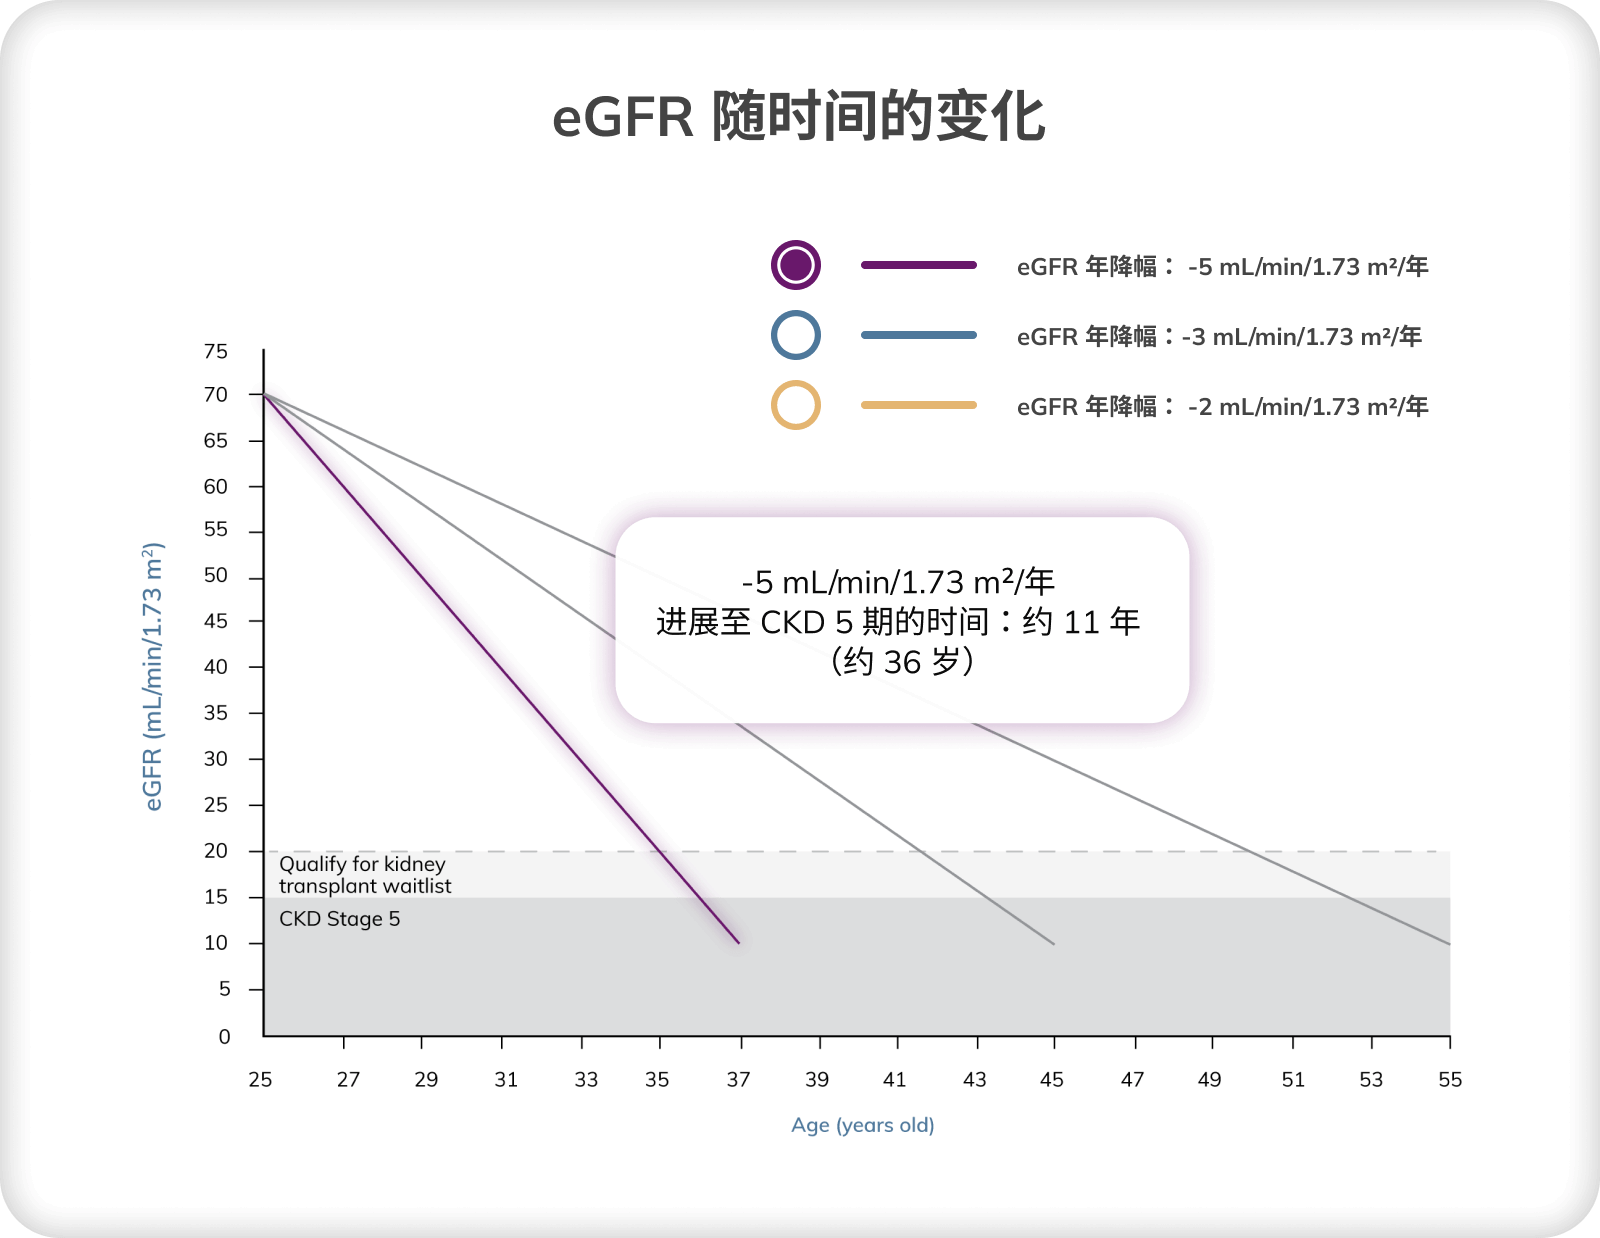 eGFR 随时间的变化
eGFR 年降幅： -5 mL/min/1.73 m²/年
eGFR 年降幅：-3 mL/min/1.73 m²/年
eGFR 年降幅： -2 mL/min/1.73 m²/年
75
70
65
60
55
50
45
40
35
30
25
20
15
10
5
0
eGFR (mL/min/1.73 m²)
-5 mL/min/1.73 m²/年
进展至 CKD 5 期的时间：约 11 年
（约 36 岁）
Qualify for kidney
transplant waitlist
CKD Stage 5
25 27 29 31 33 35 37 39 41 43 45 47 49 51 53 55
Age (years old)